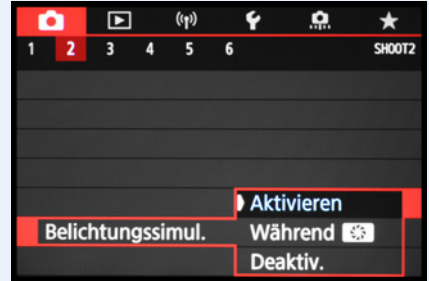 1 2 3 4 5 6 SHOOT2
Aktivieren
Belichtungssimul. Während
Deaktiv.